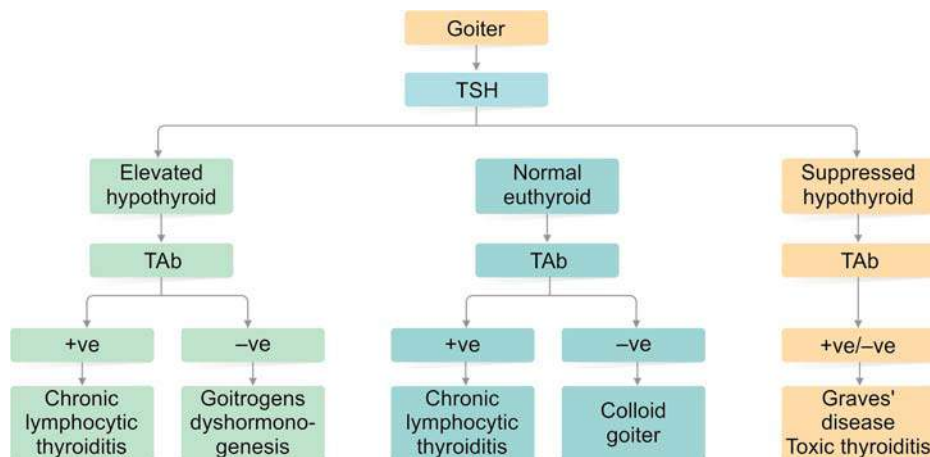 Goiter
TSH
Elevated
hypothyroid
Normal
euthyroid
Suppressed
hypothyroid
TAb
TAb
TAb
+ve
–ve
+ve
–ve
+ve/–ve
Chronic
lymphocytic
thyroiditis
Goitrogens
dyshormono-
genesis
Chronic
lymphocytic
thyroiditis
Colloid
goiter
Graves'
disease
Toxic thyroiditis